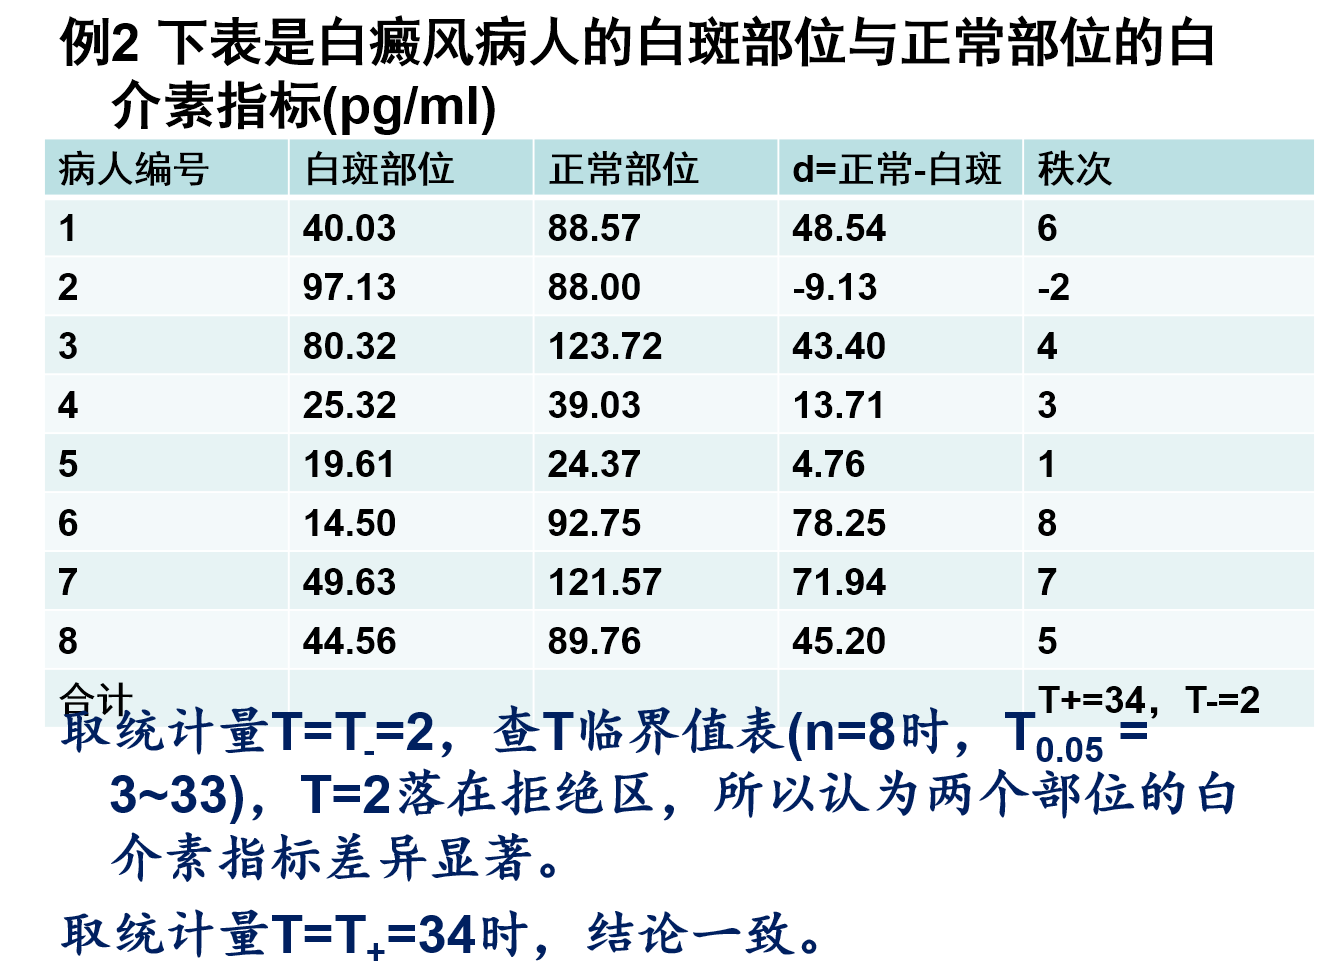 例2 下表是白癜风病人的白斑部位与正常部位的白
介素指标(pg/ml)
病人编号 白斑部位 正常部位 d=正常-白斑 秩次
1 40.03 88.57 48.54 6
2 97.13 88.00 -9.13 -2
3 80.32 123.72 43.40 4
4 25.32 39.03 13.71 3
5 19.61 24.37 4.76 1
6 14.50 92.75 78.25 8
7 49.63 121.57 71.94 7
8 44.56 89.76 45.20 5
合计 T+=34，T-=2
取统计量T=T-=2，查T临界值表(n=8时，T0.05 =
3~33)，T=2落在拒绝区，所以认为两个部位的白
介素指标差异显著。
取统计量T=T+=34时，结论一致。